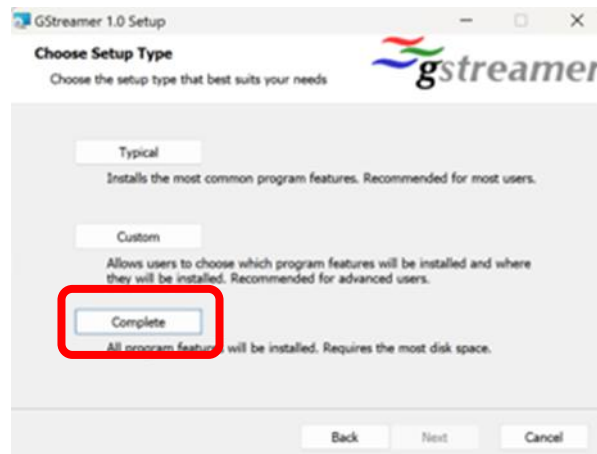 GStreamer 1.0 Setup
Choose Setup Type
Choose the setup type that best suits your needs
gstreamer
Typical
Installs the most common program features. Recommended for most users.
Custom
Allows users to choose which program features will be installed and where
they will be installed. Recommended for advanced users.
Complete
All program features will be installed. Requires the most disk space.
Back Next Cancel